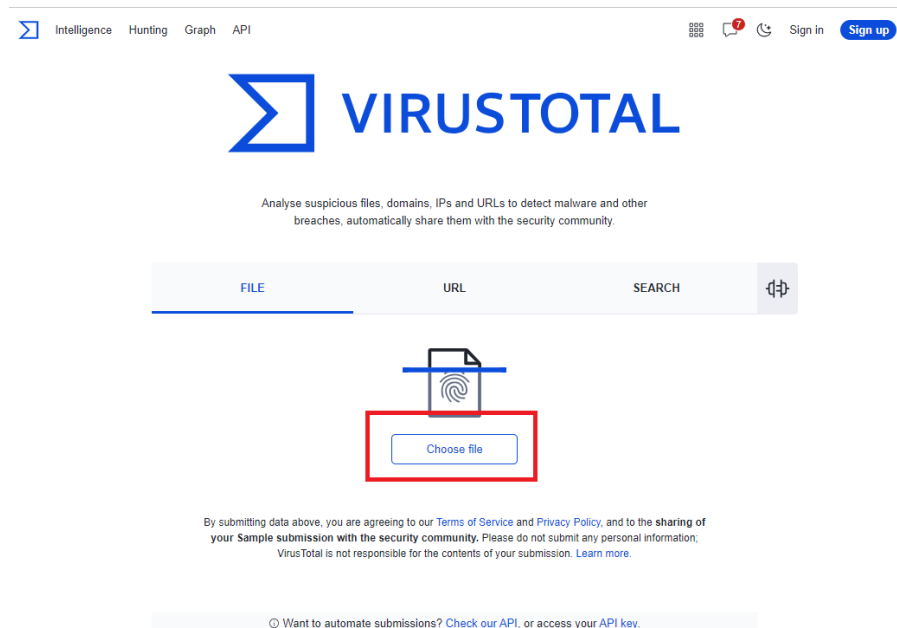 Intelligence Hunting Graph API 7 Sign in Sign up
VIRUSTOTAL
Analyse suspicious files, domains, IPs and URLs to detect malware and other
breaches, automatically share them with the security community.
FILE URL SEARCH
Choose file
By submitting data above, you are agreeing to our Terms of Service and Privacy Policy, and to the sharing of
your Sample submission with the security community. Please do not submit any personal information;
VirusTotal is not responsible for the contents of your submission. Learn more.
Want to automate submissions? Check our API, or access your API key.